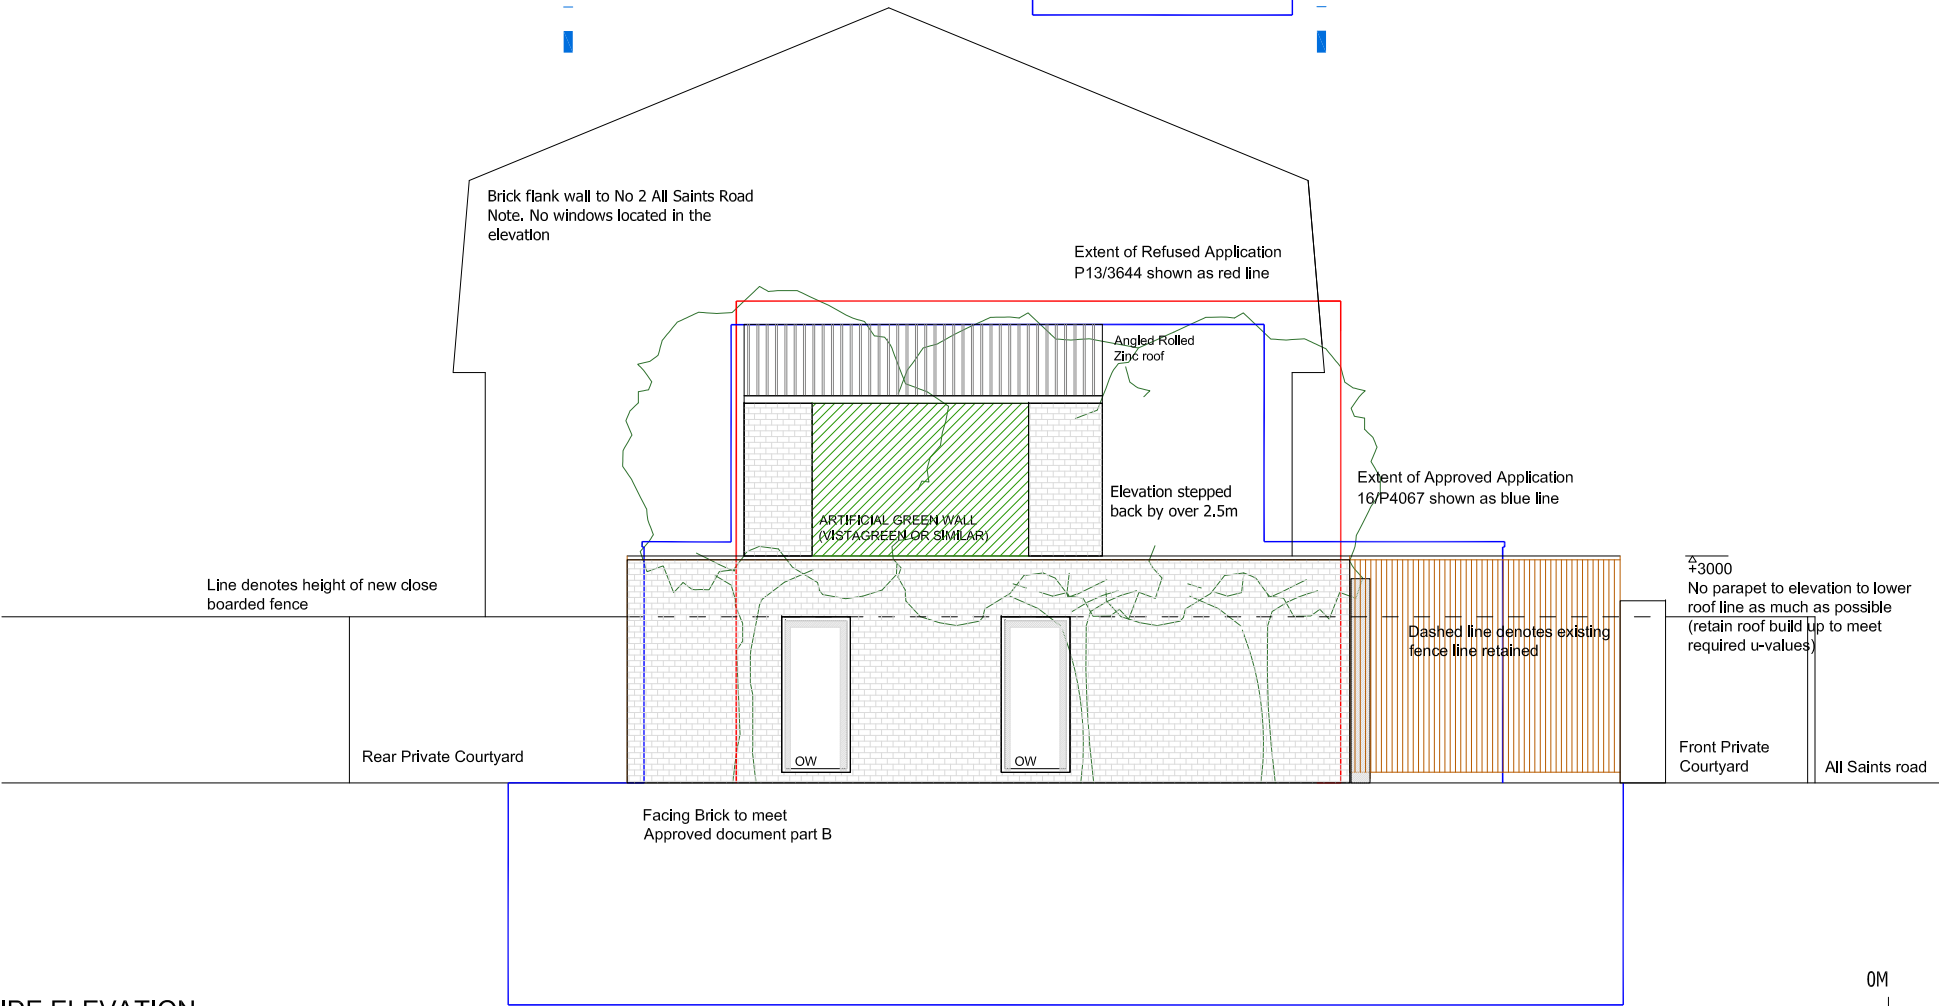 Brick flank wall to No 2 All Saints Road
Note. No windows located in the
elevation
Extent of Refused Application
P13/3644 shown as red line
Angled Rolled
Zinc roof
Extent of Approved Application
16/P4067 shown as blue line
Elevation stepped
back by over 2.5m
ARTIFICIAL GREEN WALL
(VISTAGREEN OR SIMILAR)
Line denotes height of new close
boarded fence
+3000
No parapet to elevation to lower
roof line as much as possible
(retain roof build up to meet
required u-values)
Dashed line denotes existing
fence line retained
Rear Private Courtyard
OW
OW
Front Private
Courtyard
All Saints road
Facing Brick to meet
Approved document part B
0M
ELEVATION